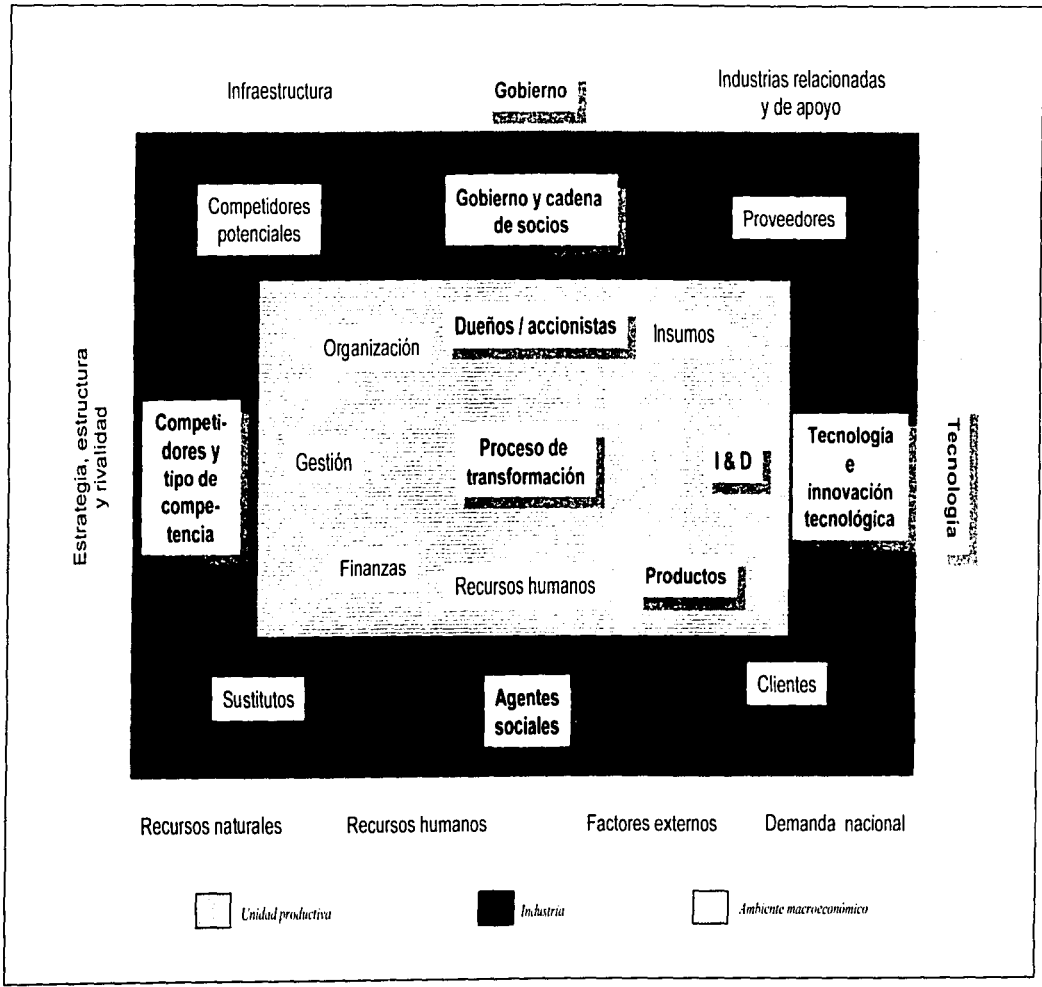 Infraestructura
Gobierno
Industrias relacionadas
y de apoyo
Competidores
potenciales
Gobierno y cadena
de socios
Proveedores
Organización
Dueños / accionistas
Insumos
Estrategia, estructura
y rivalidad
Competi-
dores y
tipo de
compe-
tencia
Gestión
Proceso de
transformación
I & D
Tecnología
e
innovación
tecnológica
Tecnología
Finanzas
Recursos humanos
Productos
Sustitutos
Agentes
sociales
Clientes
Recursos naturales
Recursos humanos
Factores externos
Demanda nacional
Unidad productiva
Industria
Ambiente macroeconómico